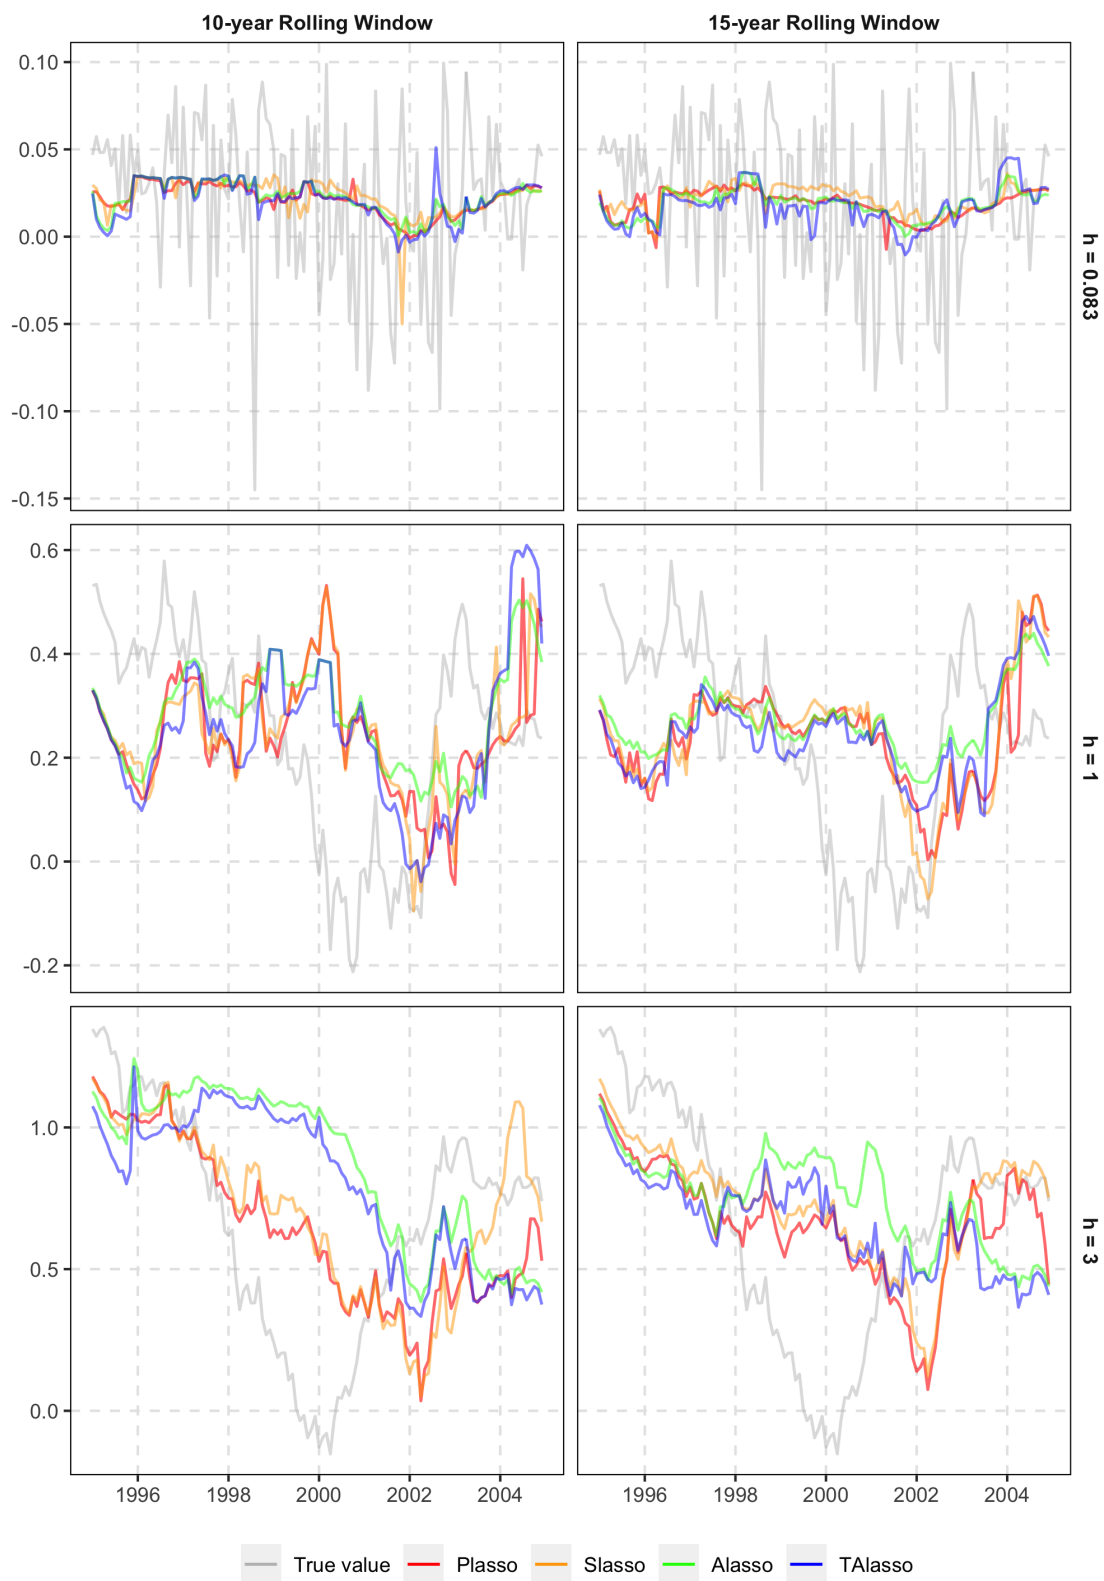 10-year Rolling Window
15-year Rolling Window
0.10
0.05
0.00
-0.05
-0.10
-0.15
h = 0.083
0.6
0.4
0.2
0.0
-0.2
h = 1
1.0
0.5
0.0
h = 3
1996 1998 2000 2002 2004
1996 1998 2000 2002 2004
True value Plasso Slasso Alasso TAlasso